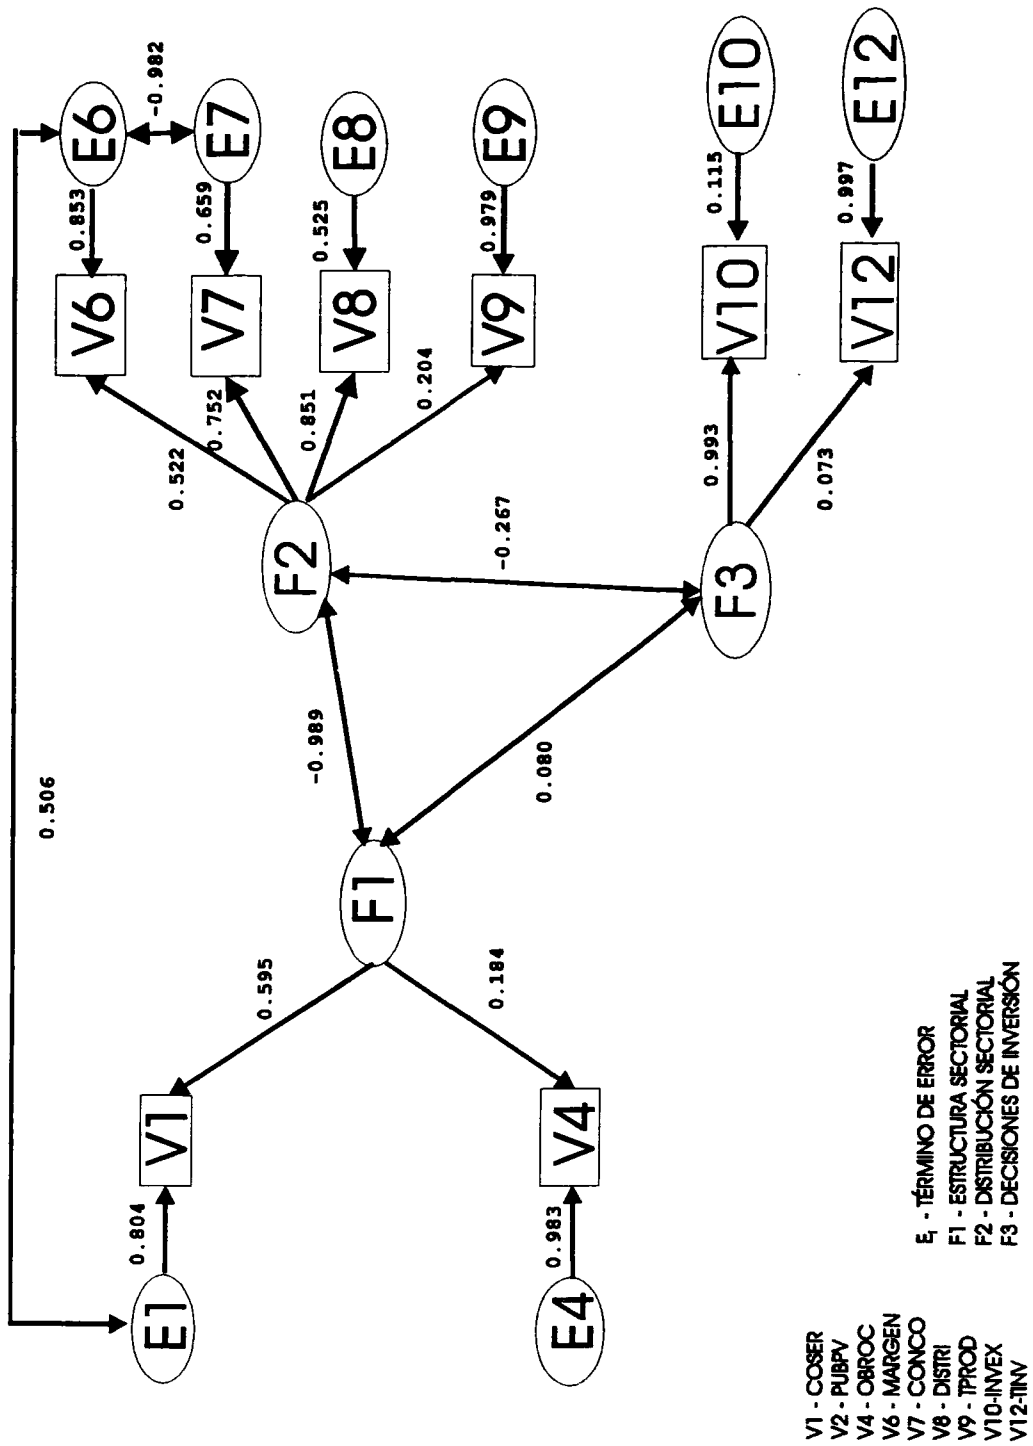 0.506
0.853
V6
E6
-0.982
0.804
E1
V1
0.522
0.659
0.752
V7
E7
0.595
F2
-0.989
0.851
0.525
V8
E8
F1
0.204
0.184
-0.267
0.979
V9
E9
0.983
0.080
E4
V4
0.993
0.115
F3
V10
E10
0.073
0.997
V12
E12
V1 - COSER
V2 - PUBPV
V4 - OBROC
V6 - MARGEN
V7 - CONCO
V8 - DISTRI
V9 - TPROD
V10-INVEX
V12-TINV
Ei - TÉRMINO DE ERROR
F1 - ESTRUCTURA SECTORIAL
F2 - DISTRIBUCIÓN SECTORIAL
F3 - DECISIONES DE INVERSIÓN